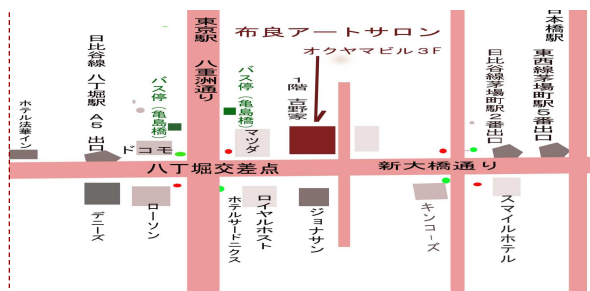 布良アートサロン
オクヤマビル3F
1階 吉野家
東京駅 八重洲通り
日比谷線 八丁堀駅 A5 出口
バス停(亀島橋)
バス停(亀島橋)
日比谷線茅場町駅2番出口
東西線茅場町駅5番出口
日本橋駅
ホテル法華イン
ドコモ
マツダ
八丁堀交差点
新大橋通り
デニーズ
ローソン
ホテルサードニクス
ロイヤルホスト
ジョナサン
キンコーズ
スマイルホテル